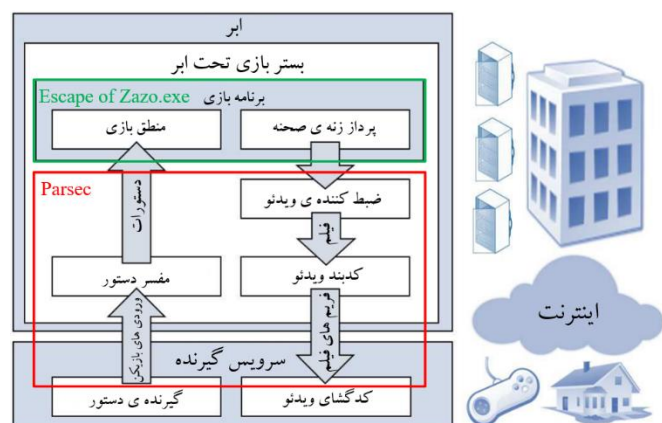 ابر
بستر بازی تحت ابر
Escape of Zazo.exe
برنامه بازی
پرداز زنه ی صحنه
منطق بازی
Parsec
دستورات
ضبط کننده ی ویدئو
فیلم
مفسر دستور
کدبند ویدئو
ورودی های بازیکن
فریم های فیلم
سرویس گیرنده
گیرنده ی دستور
کدگشای ویدئو
اینترنت